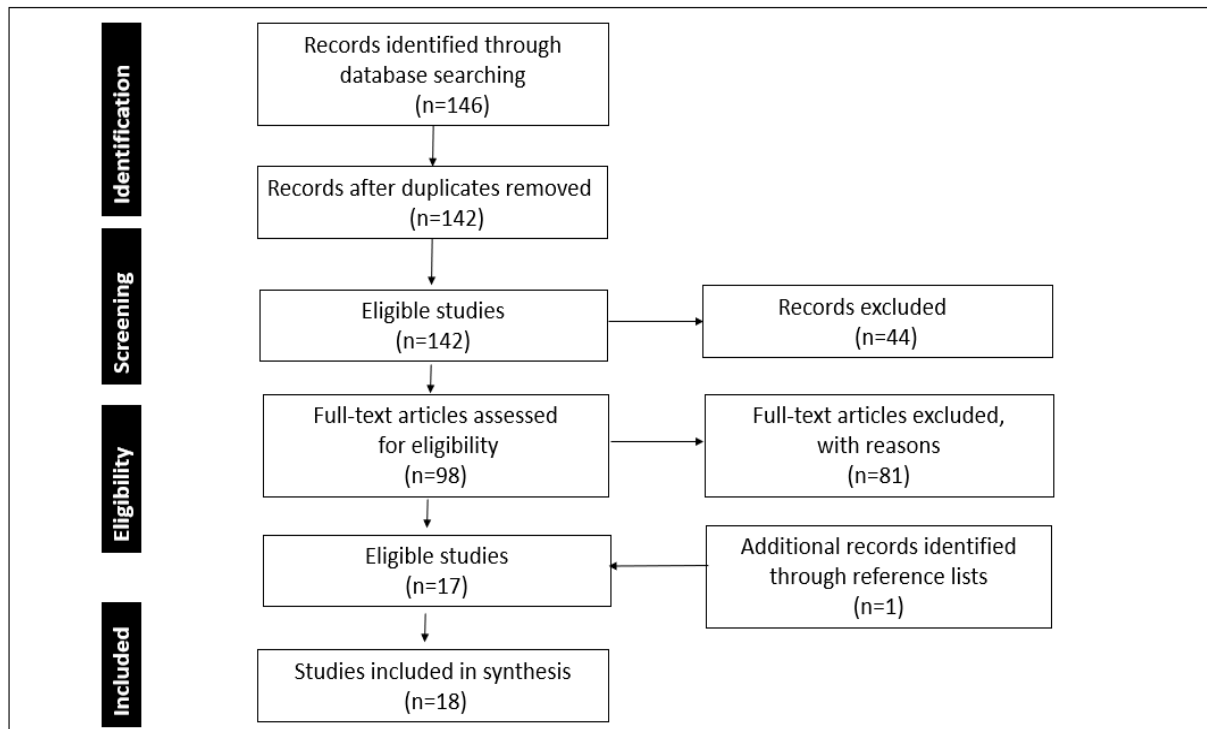 Identification
Records identified through
database searching
(n=146)
Records after duplicates removed
(n=142)
Screening
Eligible studies
(n=142)
Records excluded
(n=44)
Eligibility
Full-text articles assessed
for eligibility
(n=98)
Full-text articles excluded,
with reasons
(n=81)
Eligible studies
(n=17)
Additional records identified
through reference lists
(n=1)
Included
Studies included in synthesis
(n=18)